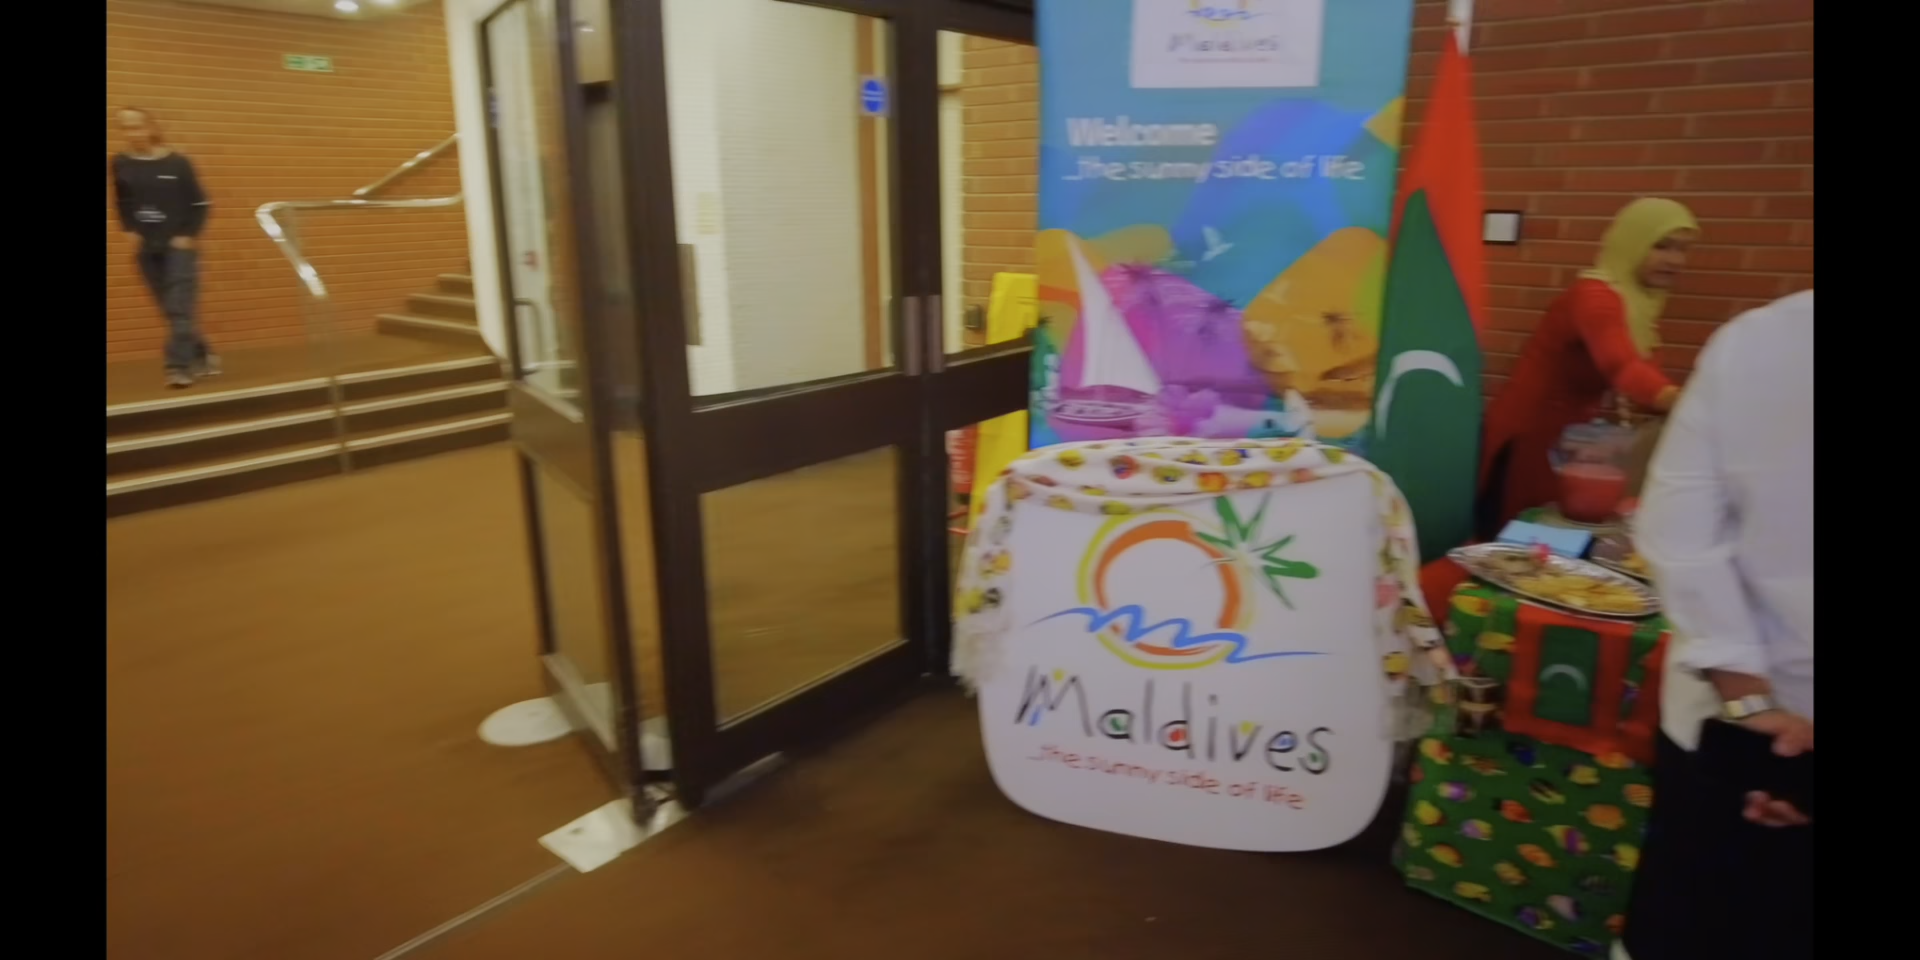 Maldives
Welcome
...the sunny side of life
Maldives
...the sunny side of life